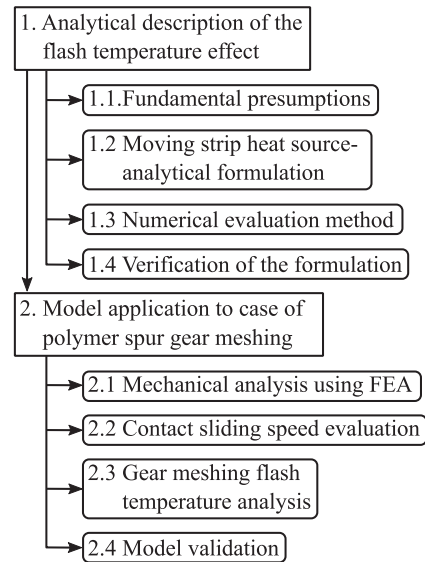 1. Analytical description of the
flash temperature effect
1.1.Fundamental presumptions
1.2 Moving strip heat source-
analytical formulation
1.3 Numerical evaluation method
1.4 Verification of the formulation
2. Model application to case of
polymer spur gear meshing
2.1 Mechanical analysis using FEA
2.2 Contact sliding speed evaluation
2.3 Gear meshing flash
temperature analysis
2.4 Model validation